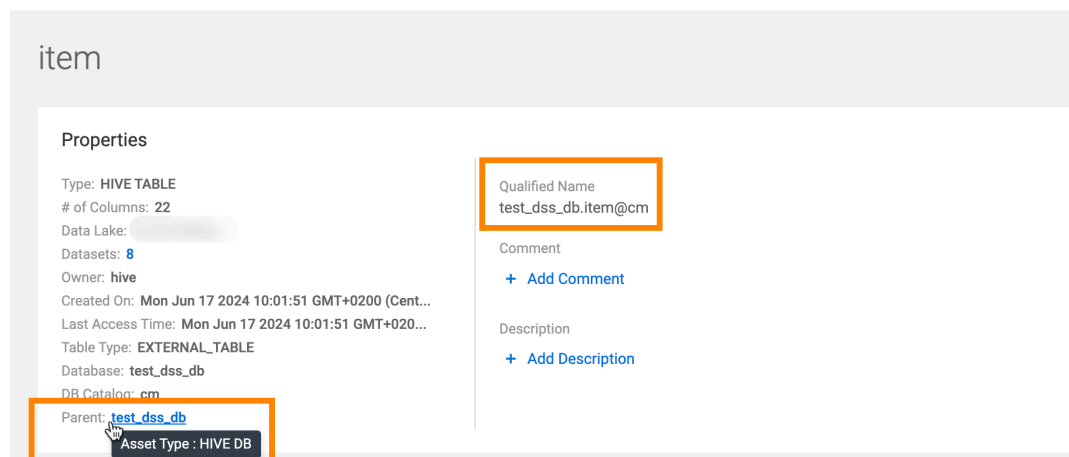 item
Properties
Type: HIVE TABLE
# of Columns: 22
Data Lake:
Datasets: 8
Owner: hive
Created On: Mon Jun 17 2024 10:01:51 GMT+0200 (Cent...
Last Access Time: Mon Jun 17 2024 10:01:51 GMT+020...
Table Type: EXTERNAL_TABLE
Database: test_dss_db
DB Catalog: cm
Parent: test_dss_db
Asset Type : HIVE DB
Qualified Name
test_dss_db.item@cm
Comment
+ Add Comment
Description
+ Add Description